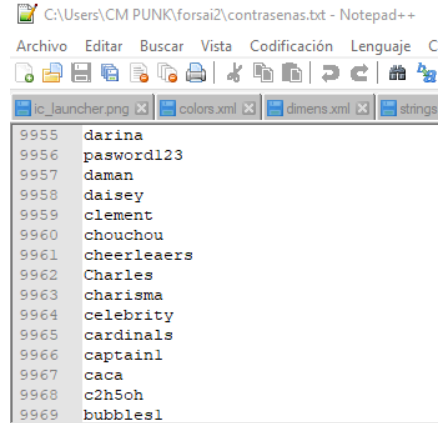 C:\Users\CM PUNK\forsai2\contrasenas.txt - Notepad++
Archivo Editar Buscar Vista Codificación Lenguaje C
ic_launcher.png colors.xml dimens.xml strings
9955 darina
9956 pasword123
9957 daman
9958 daisey
9959 clement
9960 chouchou
9961 cheerleaers
9962 Charles
9963 charisma
9964 celebrity
9965 cardinals
9966 captain1
9967 caca
9968 c2h5oh
9969 bubbles1